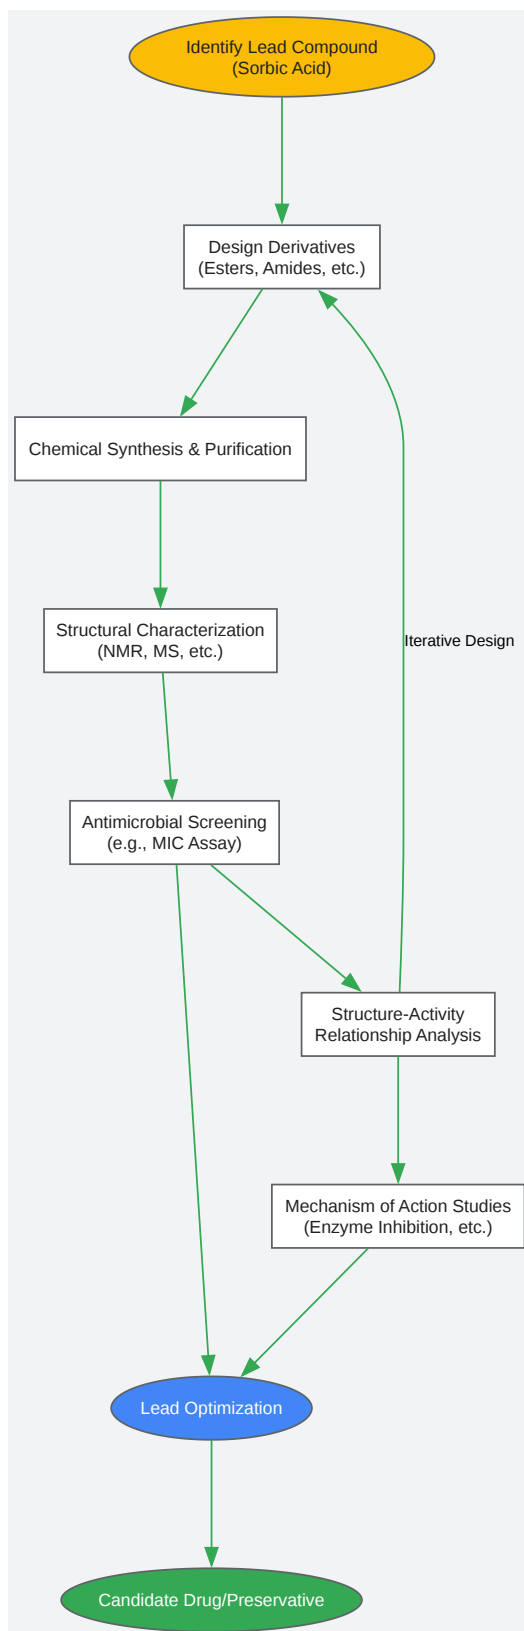 Identify Lead Compound
(Sorbic Acid)
Design Derivatives
(Esters, Amides, etc.)
Chemical Synthesis & Purification
Structural Characterization
(NMR, MS, etc.)
Iterative Design
Antimicrobial Screening
(e.g., MIC Assay)
Structure-Activity
Relationship Analysis
Mechanism of Action Studies
(Enzyme Inhibition, etc.)
Lead Optimization
Candidate Drug/Preservative